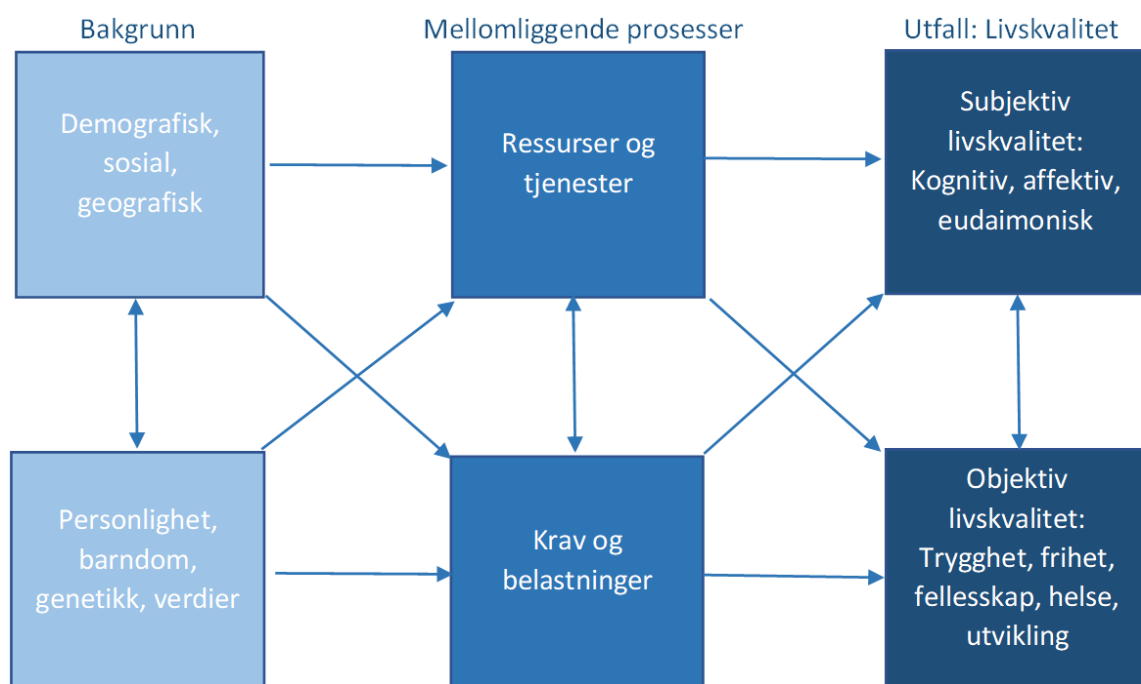 Bakgrunn
Mellomliggende prosesser
Utfall: Livskvalitet
Demografisk,
sosial,
geografisk
Ressurser og
tjenester
Subjektiv
livskvalitet:
Kognitiv, affektiv,
eudaimonisk
Personlighet,
barndom,
genetikk, verdier
Krav og
belastninger
Objektiv
livskvalitet:
Trygghet, frihet,
fellesskap, helse,
utvikling